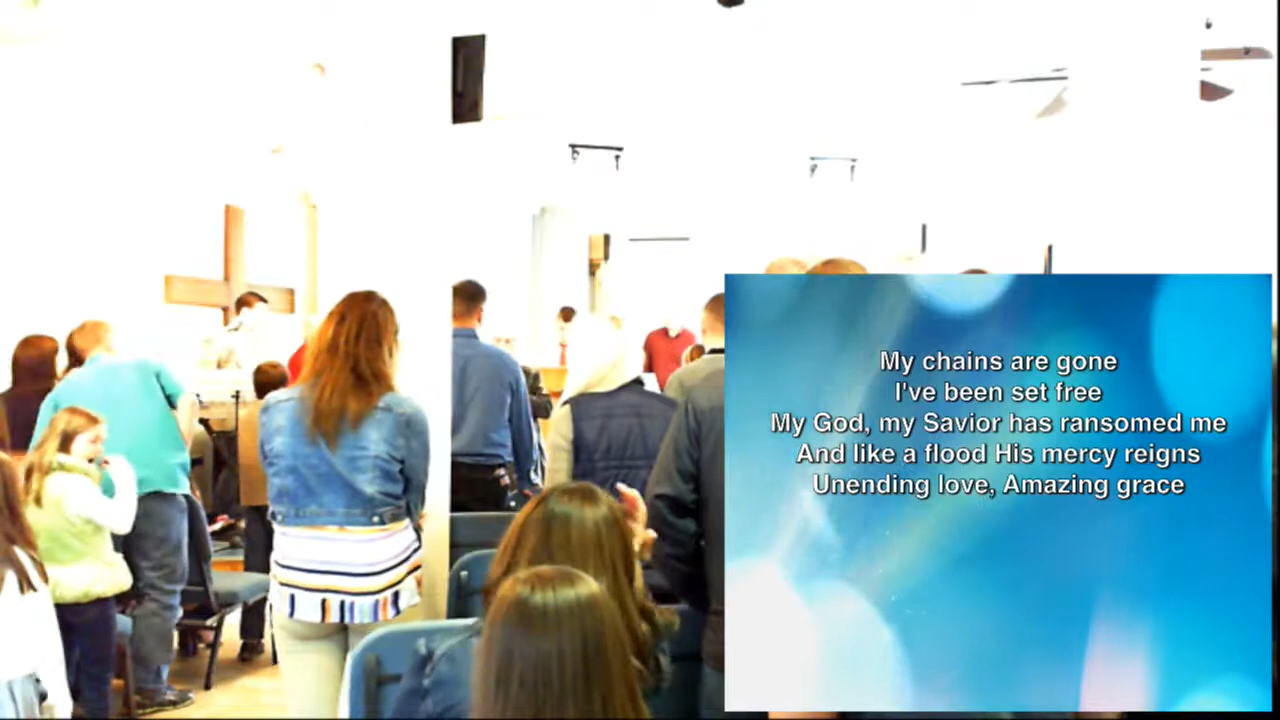 My chains are gone
I've been set free
My God, my Savior has ransomed me
And like a flood His mercy reigns
Unending love, Amazing grace